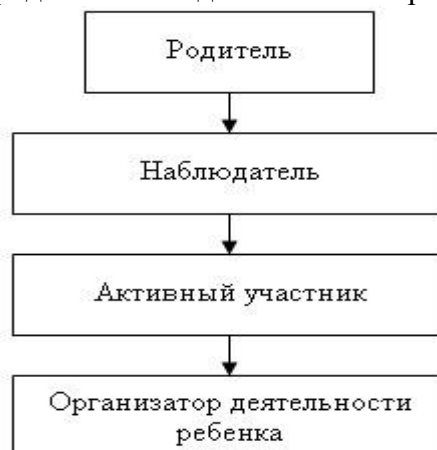 Родитель
Наблюдатель
Активный участник
Организатор деятельности
ребенка